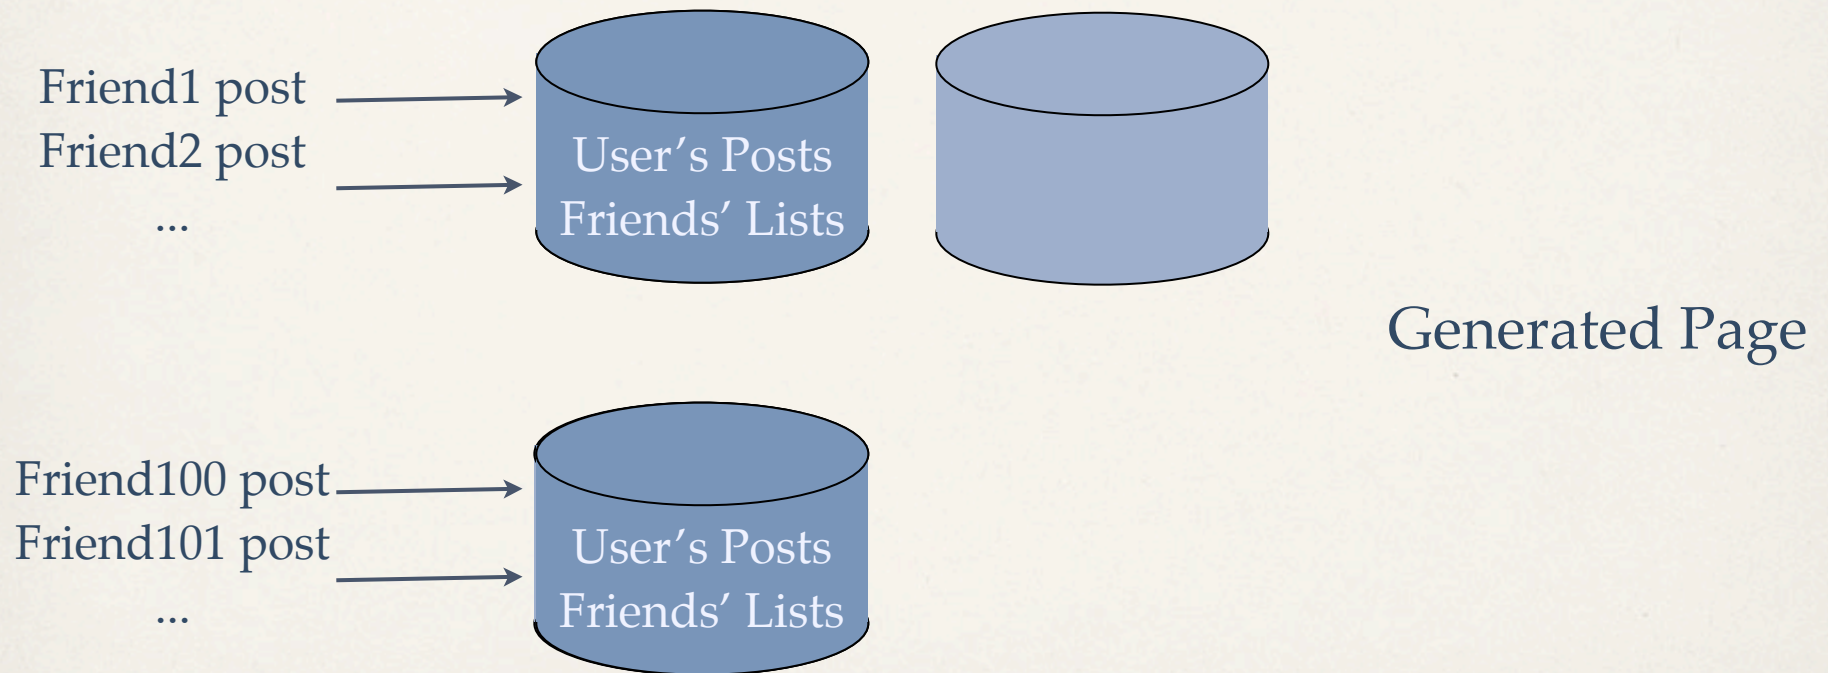 Friend1 post
Friend2 post
...
User’s Posts
Friends’ Lists
Generated Page
Friend100 post
Friend101 post
...
User’s Posts
Friends’ Lists